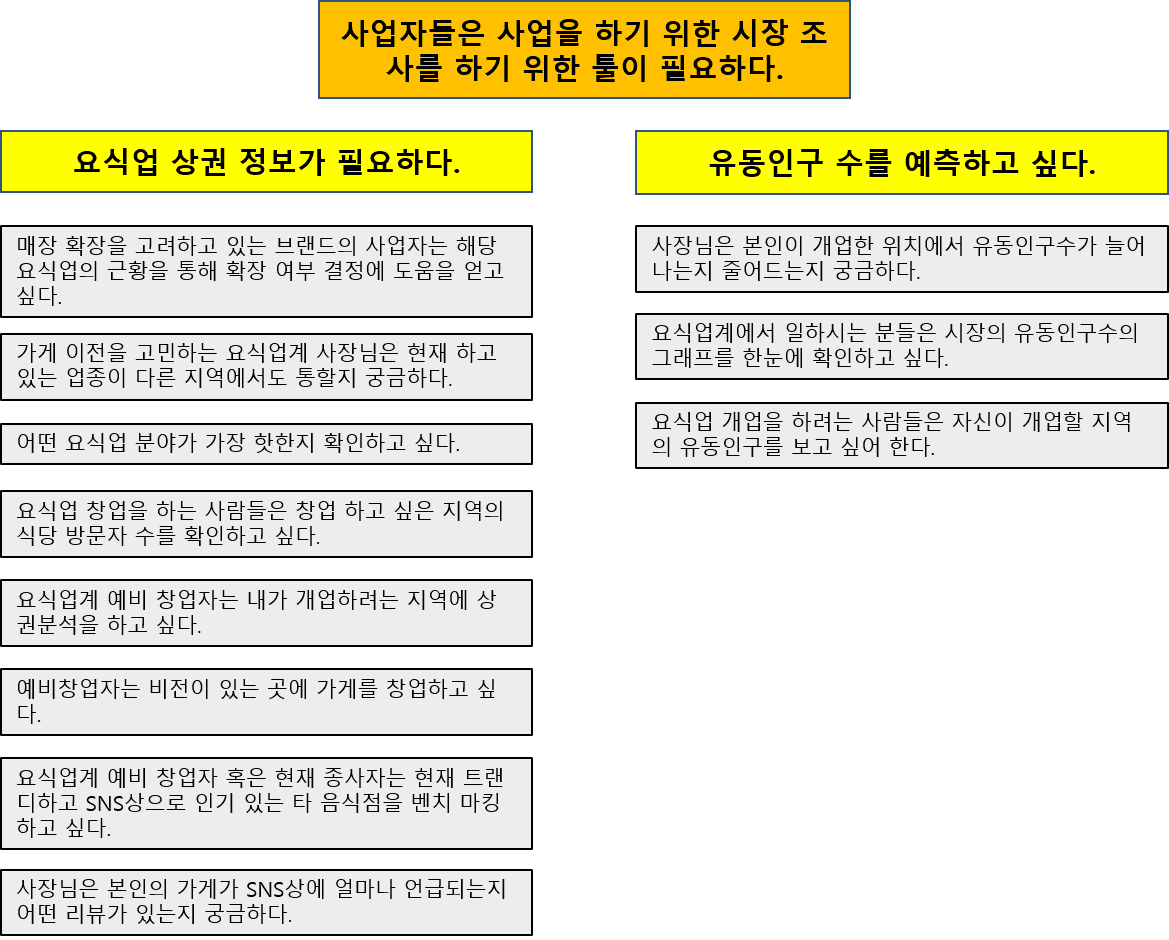 사업자들은 사업을 하기 위한 시장 조
사를 하기 위한 툴이 필요하다.
요식업 상권 정보가 필요하다.
매장 확장을 고려하고 있는 브랜드의 사업자는 해당
요식업의 근황을 통해 확장 여부 결정에 도움을 얻고
싶다.
가게 이전을 고민하는 요식업계 사장님은 현재 하고
있는 업종이 다른 지역에서도 통할지 궁금하다.
어떤 요식업 분야가 가장 핫한지 확인하고 싶다.
요식업 창업을 하는 사람들은 창업 하고 싶은 지역의
식당 방문자 수를 확인하고 싶다.
요식업계 예비 창업자는 내가 개업하려는 지역에 상
권분석을 하고 싶다.
예비창업자는 비전이 있는 곳에 가게를 창업하고 싶
다.
요식업계 예비 창업자 혹은 현재 종사자는 현재 트랜
디하고 SNS상으로 인기 있는 타 음식점을 벤치 마킹
하고 싶다.
사장님은 본인의 가게가 SNS상에 얼마나 언급되는지
어떤 리뷰가 있는지 궁금하다.
유동인구 수를 예측하고 싶다.
사장님은 본인이 개업한 위치에서 유동인구수가 늘어
나는지 줄어드는지 궁금하다.
요식업계에서 일하시는 분들은 시장의 유동인구수의
그래프를 한눈에 확인하고 싶다.
요식업 개업을 하려는 사람들은 자신이 개업할 지역
의 유동인구를 보고 싶어 한다.